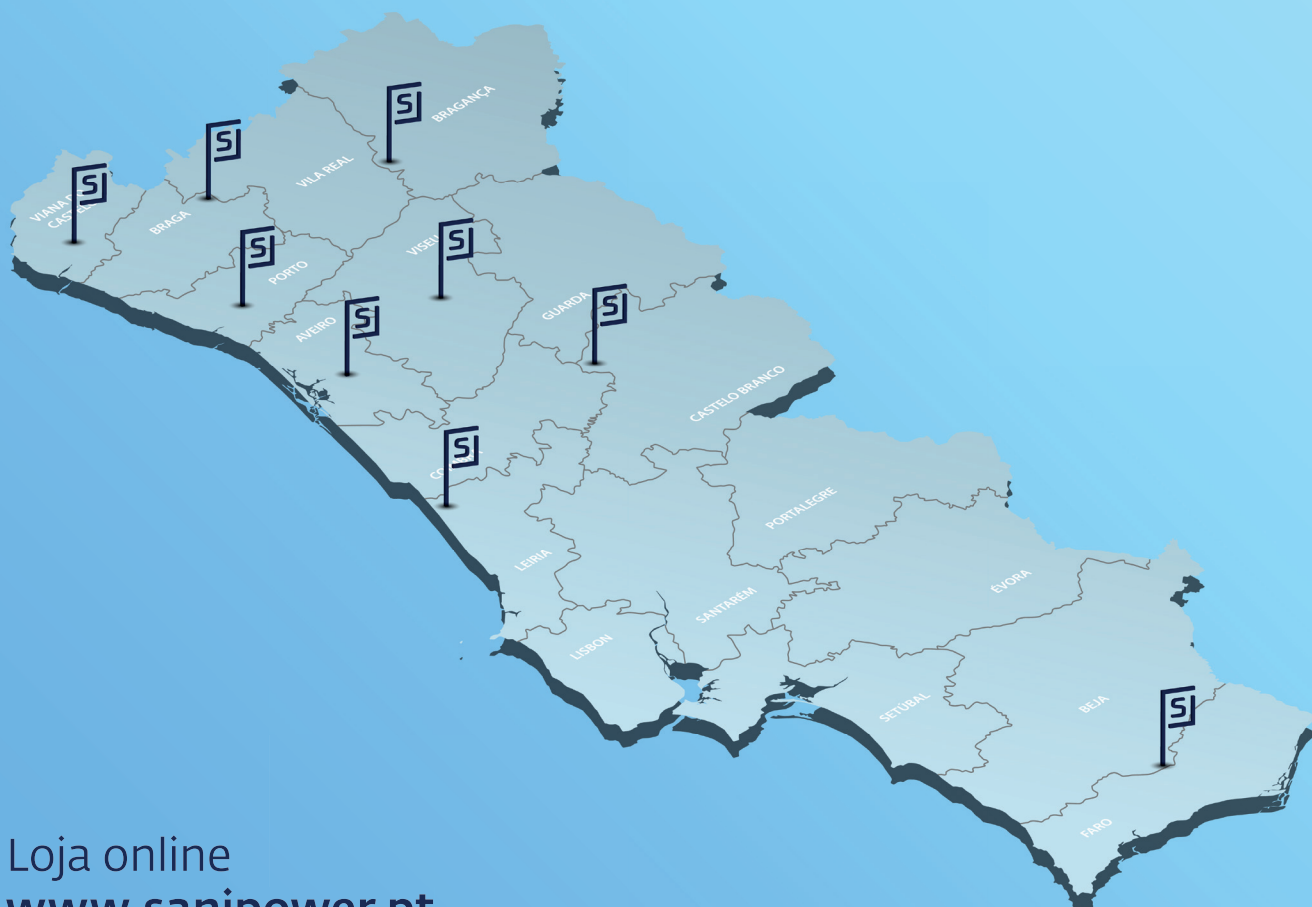 BRAGANÇA
S
S
VILA REAL
S
VIANA DO
CASTELO
BRAGA
S
VISEU
S
PORTO
GUARDA
S
AVEIRO
S
CASTELO BRANCO
S
PORTALEGRE
LEIRIA
ÉVORA
SANTARÉM
LISBON
SETÚBAL
BEJA
S
FARO
Loja online
www.sanipower.pt